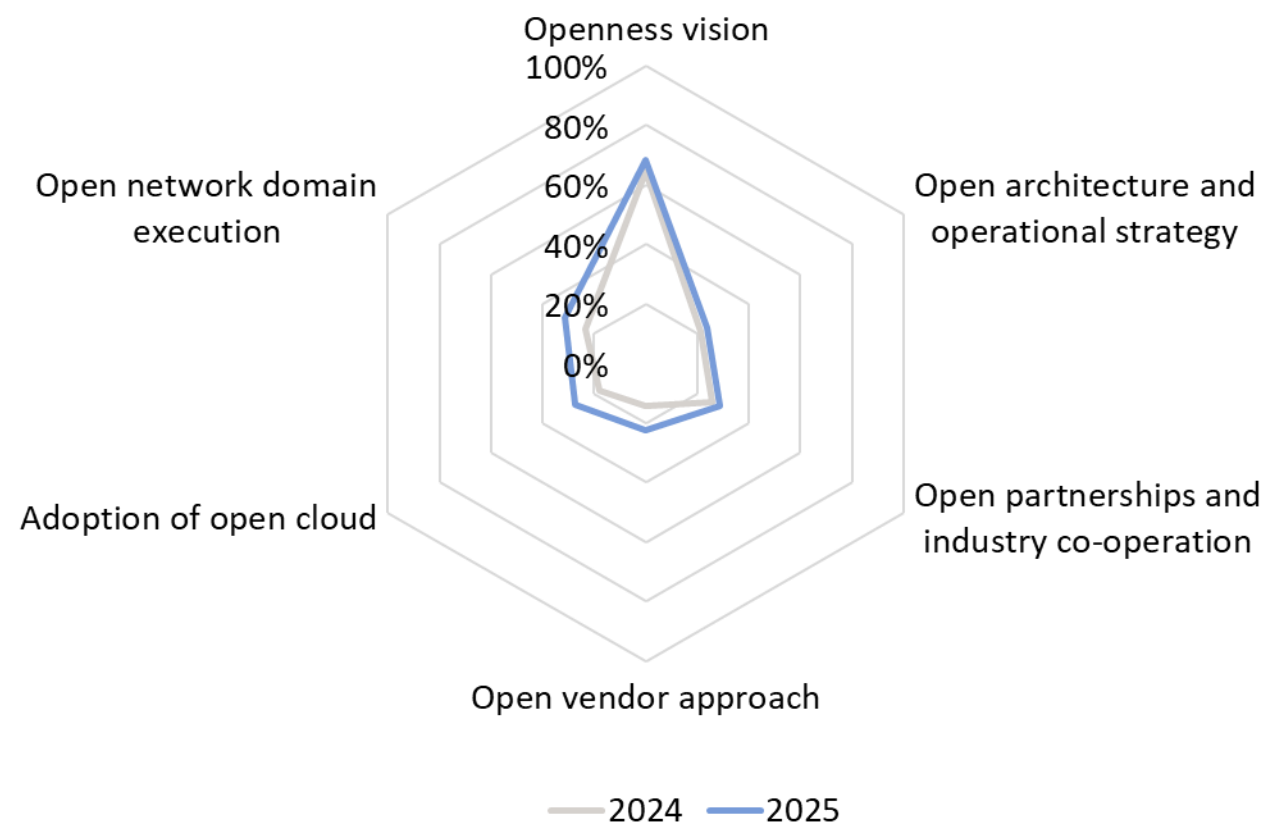 Openness vision
100%
80%
60%
40%
20%
0%
Open network domain
execution
Open architecture and
operational strategy
Adoption of open cloud
Open partnerships and
industry co-operation
Open vendor approach
2024
2025